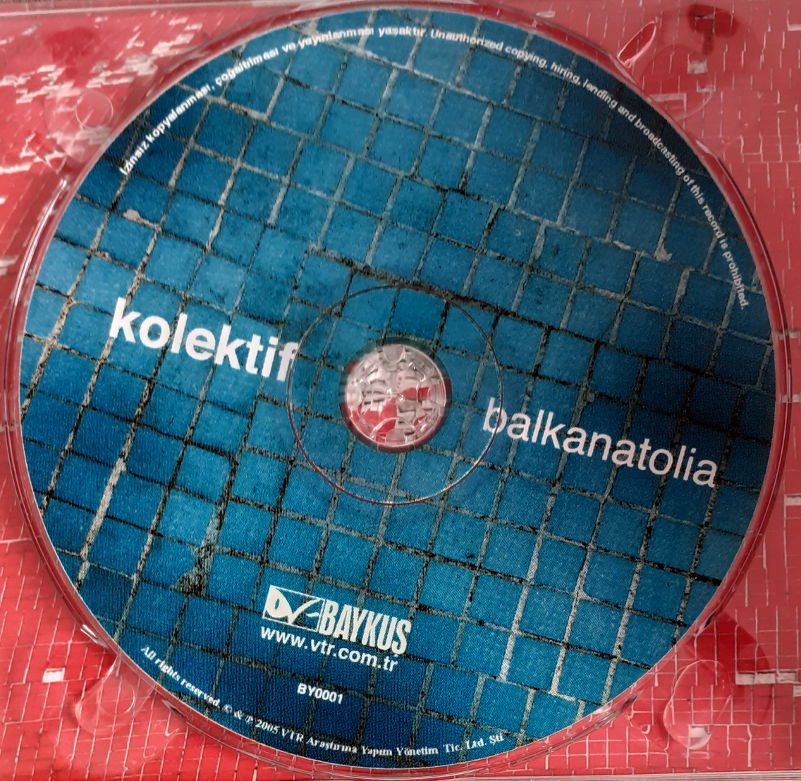 İzinsiz kopyalanması, çoğaltılması ve yayınlanması yasaktır. Unauthorized copying, hiring, lending and broadcasting of this record is prohibited.
kolektif
balkanatolia
BAYKUS
www.vtr.com.tr
BY0001
All rights reserved. © & ℗ 2005 VTR Araştırma Yapım Yönetim Tic. Ltd. Şti